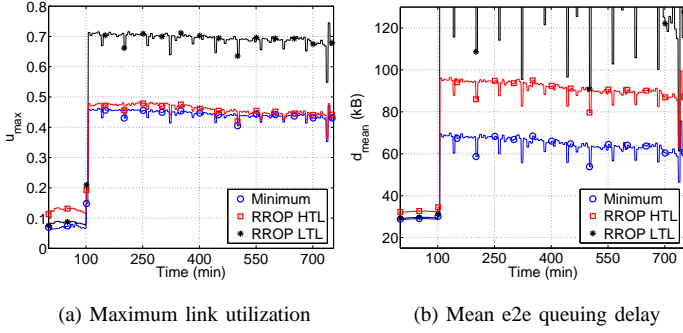 0.8
0.7
0.6
0.5
0.4
0.3
0.2
0.1
0
u_max
100 250 400 550 700
Time (min)
Minimum
RROP HTL
RROP LTL
(a) Maximum link utilization
120
100
80
60
40
20
d_mean (kB)
100 250 400 550 700
Time (min)
Minimum
RROP HTL
RROP LTL
(b) Mean e2e queuing delay